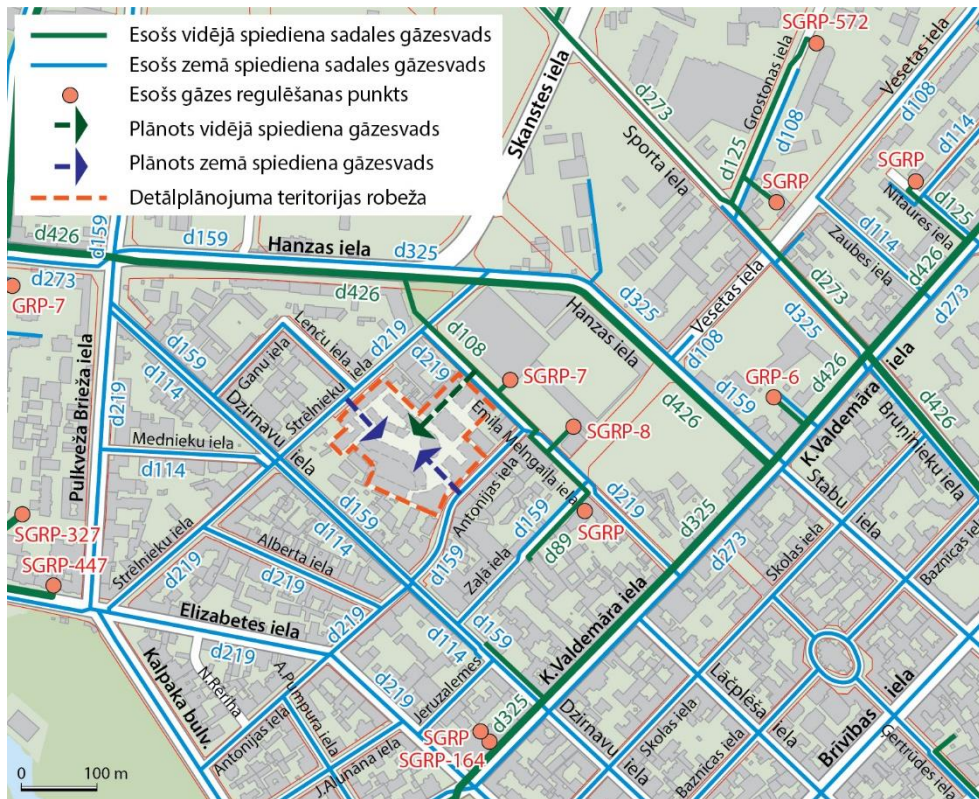 Esošs vidējā spiediena sadales gāzesvads
Esošs zemā spiediena sadales gāzesvads
Esošs gāzes regulēšanas punkts
Plānots vidējā spiediena gāzesvads
Plānots zemā spiediena gāzesvads
Detālplānojuma teritorijas robeža
SGRP-572
Grostonas iela
Vesetas iela
d273
d108
Skanstes iela
Sporta iela
d125
SGRP
d114
SGRP
d125
Nītaures iela
d426
d159
d159
Hanzas iela
d325
d114
Zaubes iela
d426
d273
GRP-7
d426
d325
Vesetas iela
d273
d273
d219
Hanzas iela
d108
d325
Lenču iela
d108
d159
Ganu iela
d219
SGRP-7
d159
GRP-6
d426
K.Valdemāra iela
d114
Strēlnieku iela
Pulkveža Brieža iela
d219
Dzirnavu iela
Emīla Melngaiļa iela
SGRP-8
d426
d426
Bruņinieku iela
Mednieku iela
d114
Stabu iela
Antonijas iela
d219
d159
d159
SGRP
d325
SGRP-327
d114
Skolas iela
Baznīcas iela
Strēlnieku iela
Alberta iela
d89
d273
SGRP-447
d219
d219
d159
Zaļā iela
Elizabetes iela
d219
d159
K.Valdemāra iela
d219
d114
Kalpaka bulv.
N.Rēriha
A.Pumpura iela
d219
Jeruzalemes
Lāčplēša iela
Brīvības iela
d325
Dzirnavu iela
Skolas iela
Ģertrūdes iela
SGRP
Antonijas iela
Baznīcas iela
SGRP-164
J.Alunāna iela
0 100 m